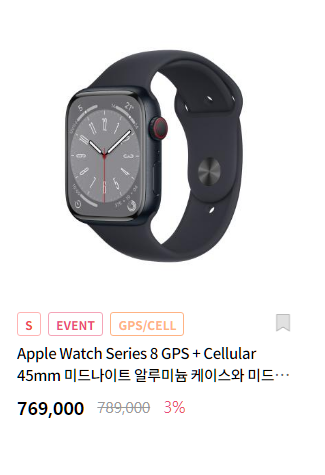 S EVENT GPS/CELL
Apple Watch Series 8 GPS + Cellular
45mm 미드나이트 알루미늄 케이스와 미드…
769,000 789,000 3%